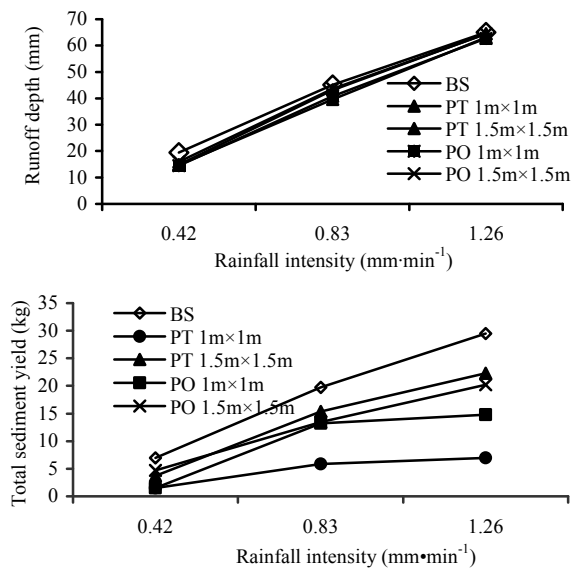 70
60
50
40
30
20
10
0
Runoff depth (mm)
BS
PT 1m×1m
PT 1.5m×1.5m
PO 1m×1m
PO 1.5m×1.5m
0.42 0.83 1.26
Rainfall intensity (mm·min-1)
35
30
25
20
15
10
5
0
Total sediment yield (kg)
BS
PT 1m×1m
PT 1.5m×1.5m
PO 1m×1m
PO 1.5m×1.5m
0.42 0.83 1.26
Rainfall intensity (mm•min-1)